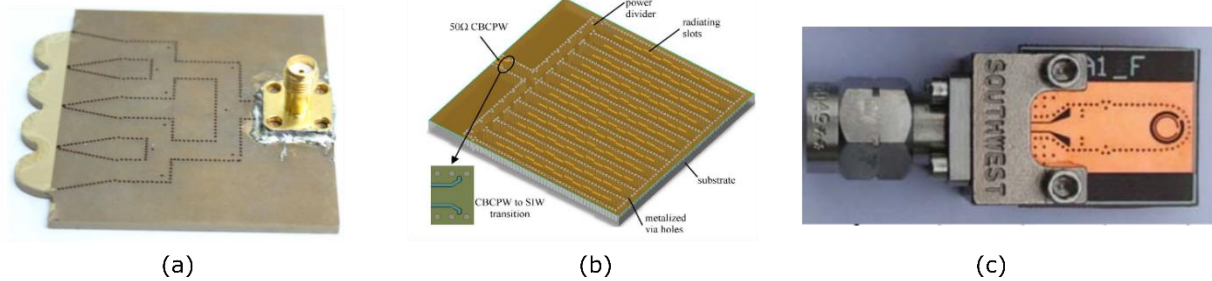 50Ω CBCPW
power
divider
radiating
slots
CBCPW to SIW
transition
substrate
metalized
via holes
SOUTHWEST
A1_F
(a)
(b)
(c)